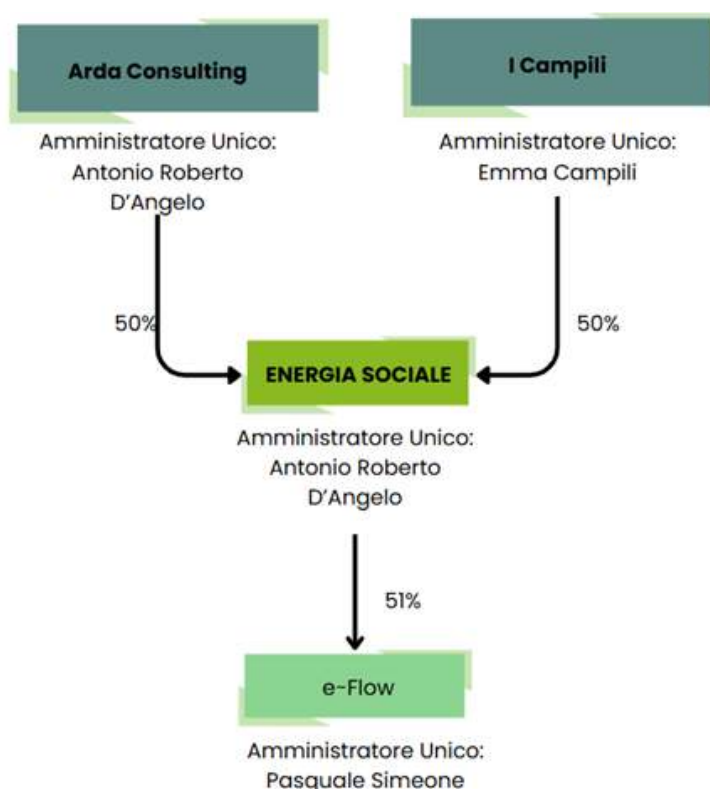 Arda Consulting
Amministratore Unico:
Antonio Roberto
D'Angelo
I Campili
Amministratore Unico:
Emma Campili
50%
50%
ENERGIA SOCIALE
Amministratore Unico:
Antonio Roberto
D'Angelo
51%
e-Flow
Amministratore Unico:
Pasquale Simeone